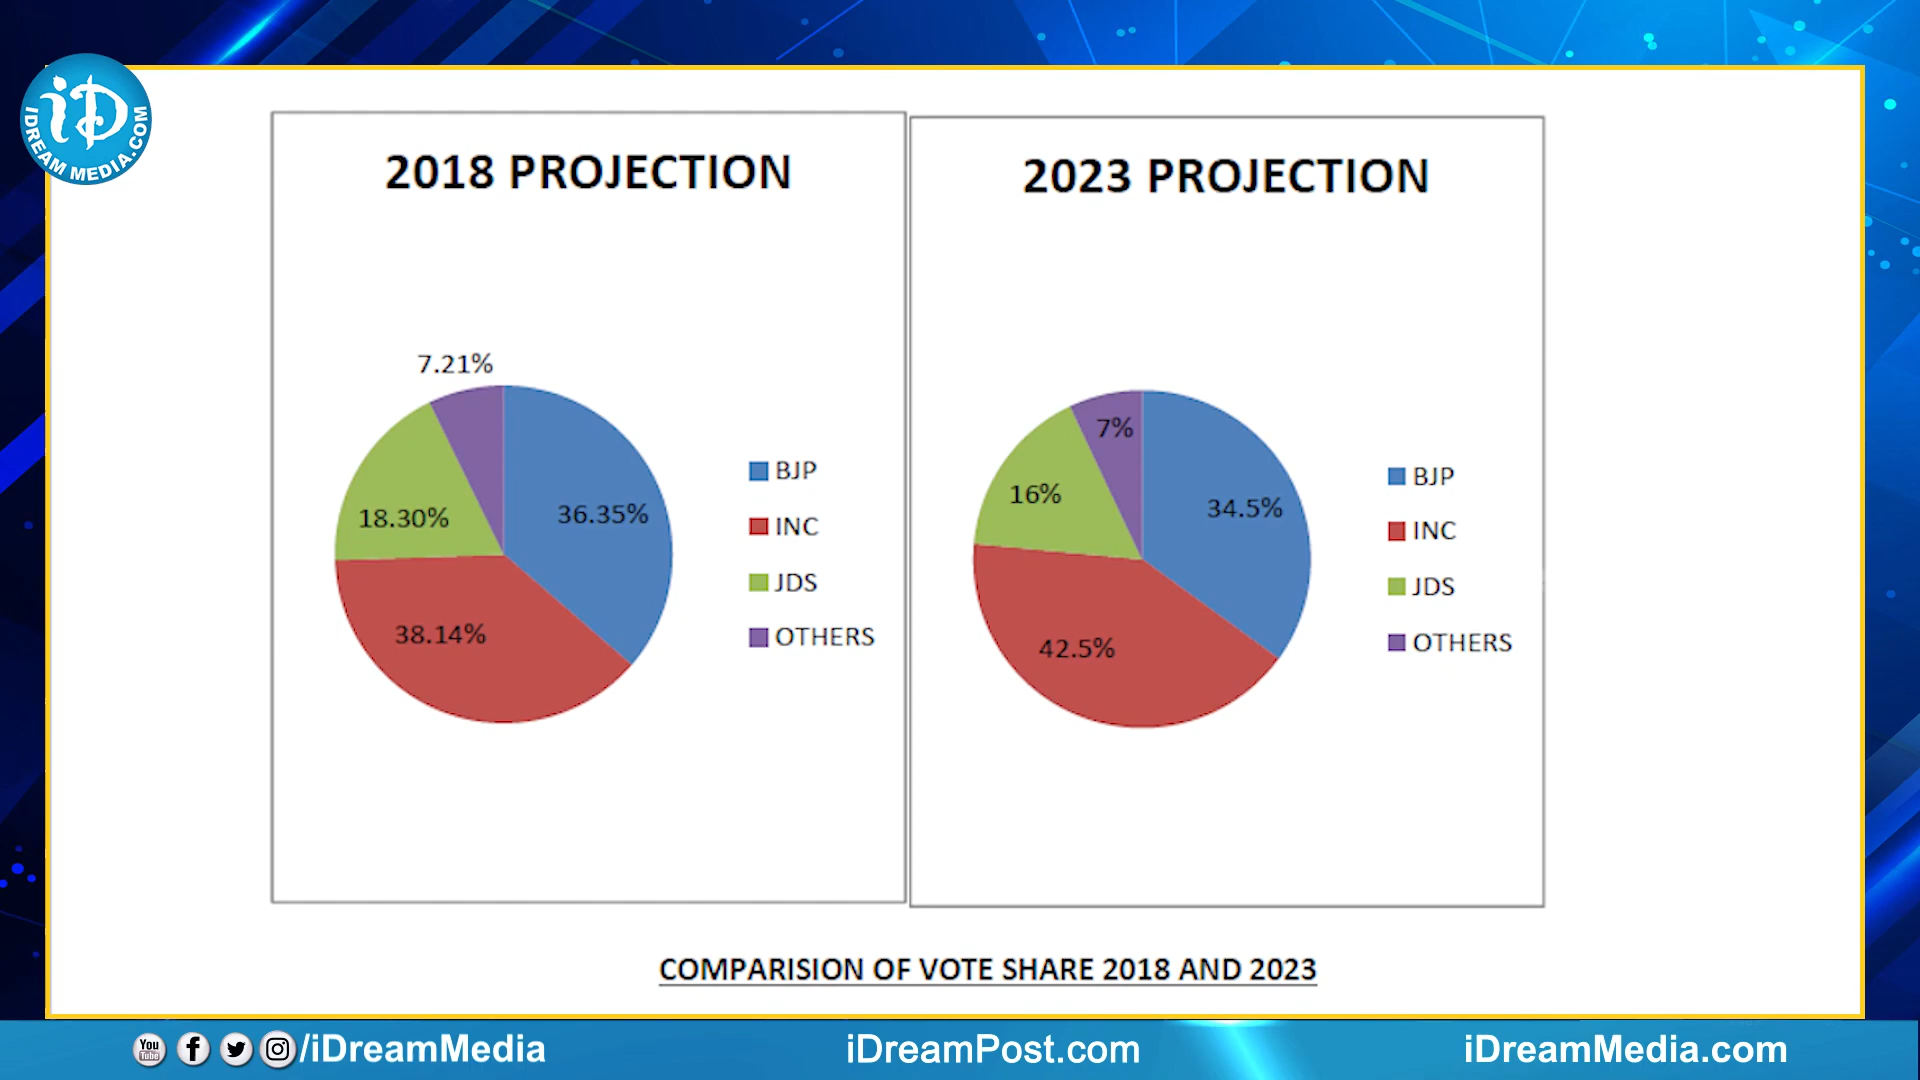 iD
IDREAM MEDIA.COM
2018 PROJECTION
7.21%
18.30%
36.35%
38.14%
BJP
INC
JDS
OTHERS
2023 PROJECTION
7%
16%
34.5%
42.5%
BJP
INC
JDS
OTHERS
COMPARISION OF VOTE SHARE 2018 AND 2023
You Tube /iDreamMedia
iDreamPost.com
iDreamMedia.com